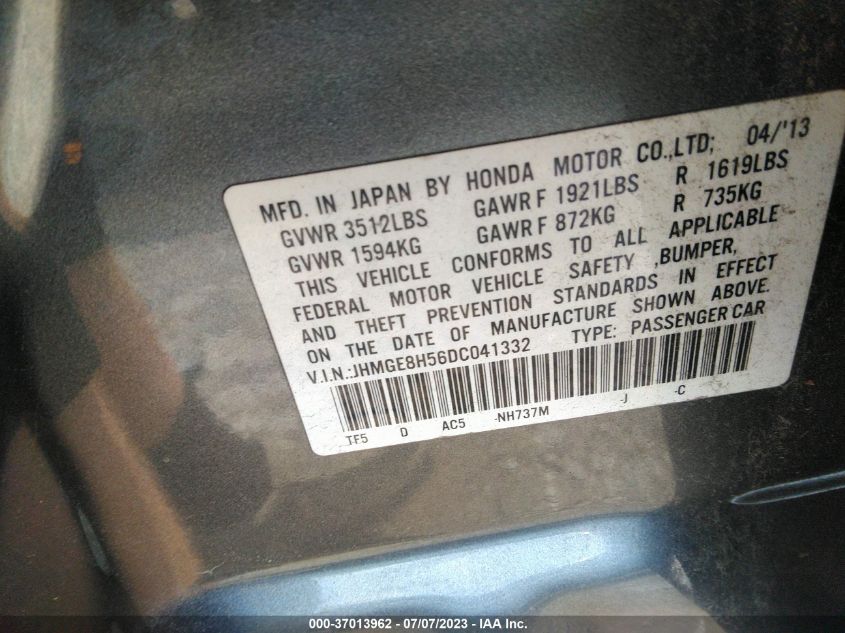 MFD. IN JAPAN BY HONDA MOTOR CO.,LTD; 04/'13
GVWR 3512LBS GAWR F 1921LBS R 1619LBS
GVWR 1594KG GAWR F 872KG R 735KG
THIS VEHICLE CONFORMS TO ALL APPLICABLE
FEDERAL MOTOR VEHICLE SAFETY ,BUMPER,
AND THEFT PREVENTION STANDARDS IN EFFECT
ON THE DATE OF MANUFACTURE SHOWN ABOVE.
V.I.N.:JHMGE8H56DC041332 TYPE: PASSENGER CAR
TF5 D AC5 -NH737M -J -C
000-37013962 - 07/07/2023 - IAA Inc.